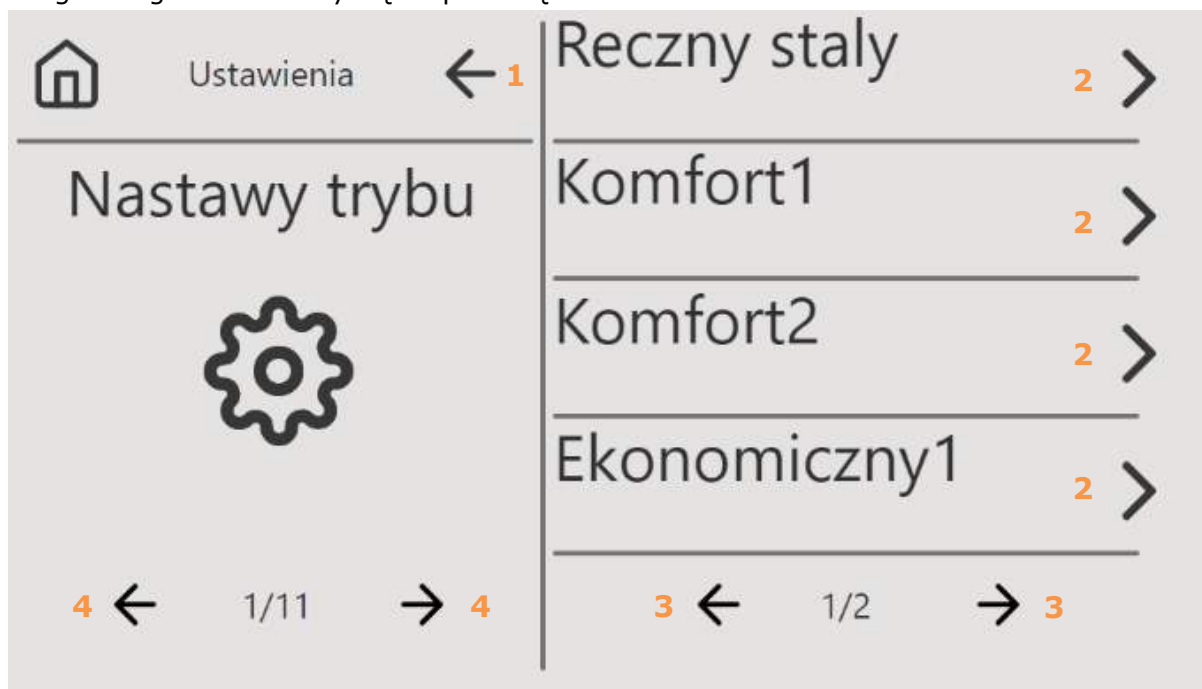 Ustawienia
1
Nastawy trybu
4
1/11
4
Reczny staly
2
Komfort1
2
Komfort2
2
Ekonomiczny1
2
3
1/2
3